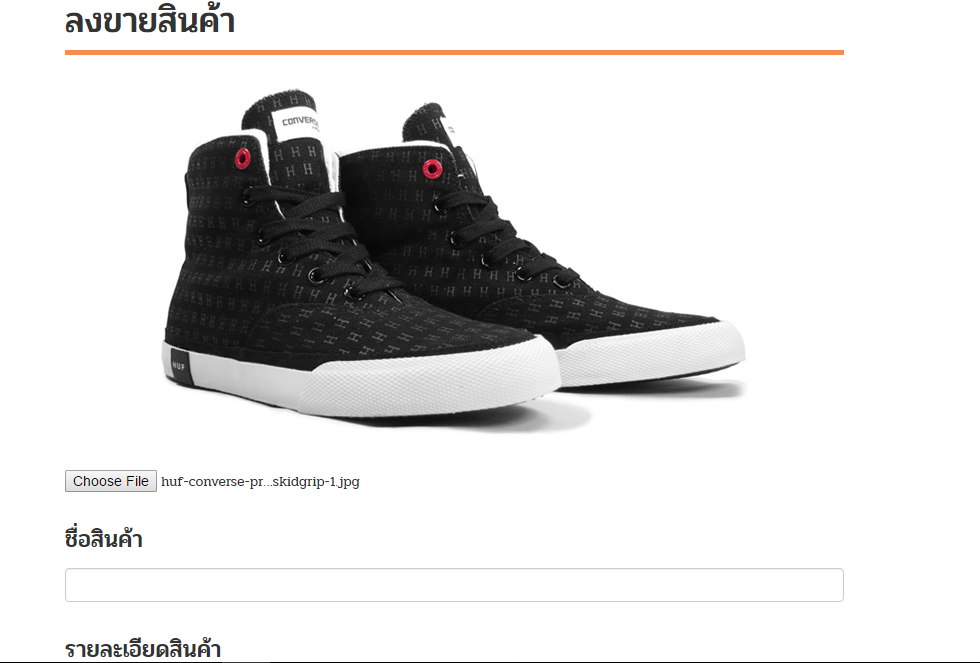 ลงขายสินค้า
CONVERS
HUF
Choose File huf-converse-pr...skidgrip-1.jpg
ชื่อสินค้า
รายละเอียดสินค้า